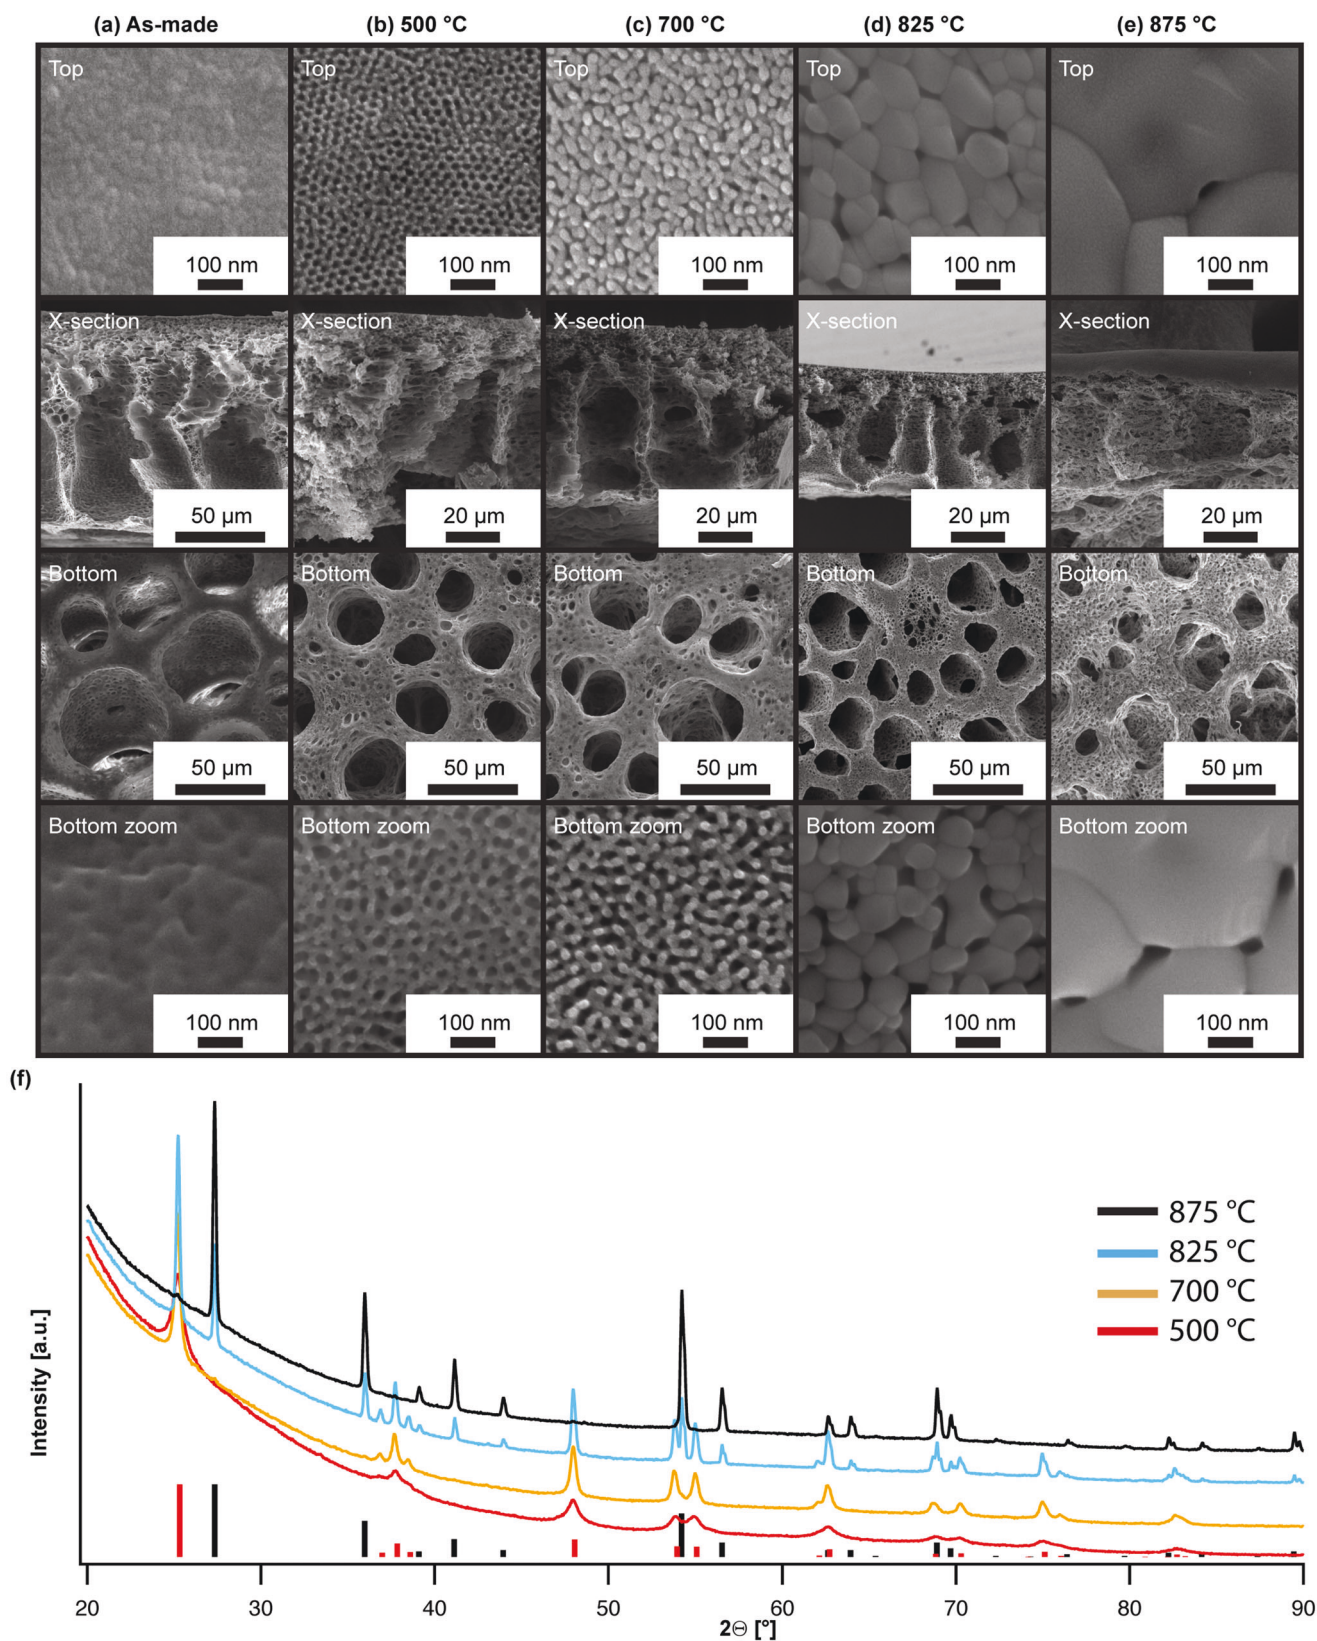 (a) As-made (b) 500 °C (c) 700 °C (d) 825 °C (e) 875 °C
Top Top Top Top Top
100 nm 100 nm 100 nm 100 nm 100 nm
X-section X-section X-section X-section X-section
50 µm 20 µm 20 µm 20 µm 20 µm
Bottom Bottom Bottom Bottom Bottom
50 µm 50 µm 50 µm 50 µm 50 µm
Bottom zoom Bottom zoom Bottom zoom Bottom zoom Bottom zoom
100 nm 100 nm 100 nm 100 nm 100 nm
(f)
875 °C
825 °C
700 °C
500 °C
Intensity [a.u.]
20 30 40 50 60 70 80 90
2Θ [°]